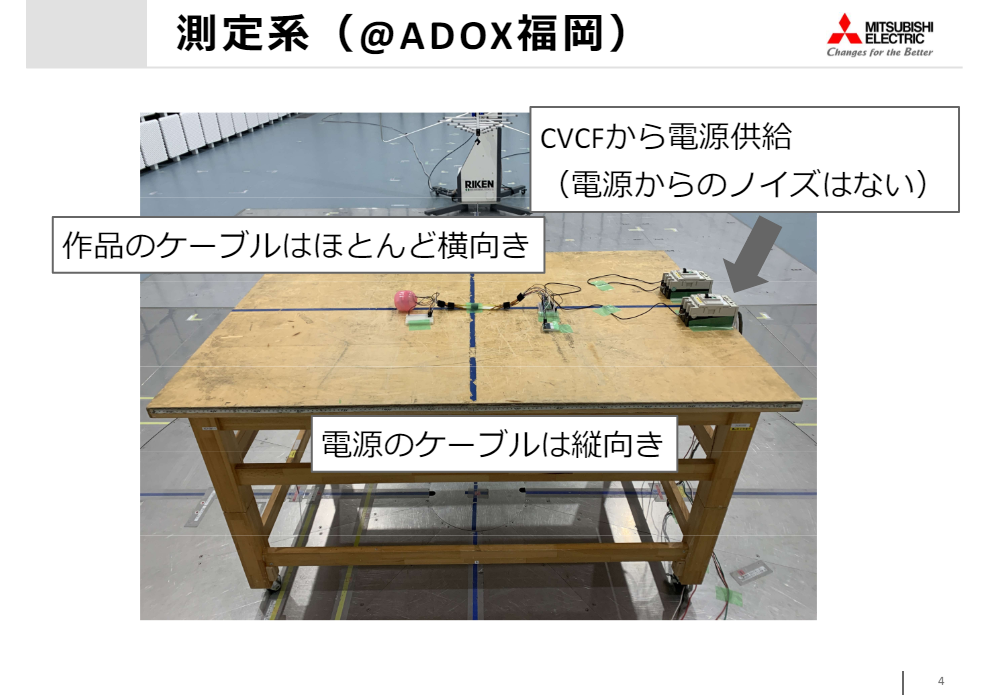 測定系（@ADOX福岡）
MITSUBISHI
ELECTRIC
Changes for the Better
CVCFから電源供給
（電源からのノイズはない）
RIKEN
作品のケーブルはほとんど横向き
電源のケーブルは縦向き
4